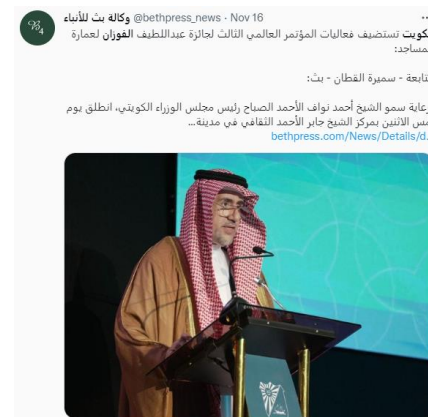 وكالة بث للأنباء @bethpress_news · Nov 16
كويت تستضيف فعاليات المؤتمر العالمي الثالث لجائزة عبداللطيف الفوزان لعمارة
مساجد:
تابعة - سميرة القطان - بث:
رعاية سمو الشيخ أحمد نواف الأحمد الصباح رئيس مجلس الوزراء الكويتي، انطلق يوم
مس الاثنين بمركز الشيخ جابر الأحمد الثقافي في مدينة...
bethpress.com/News/Details/d